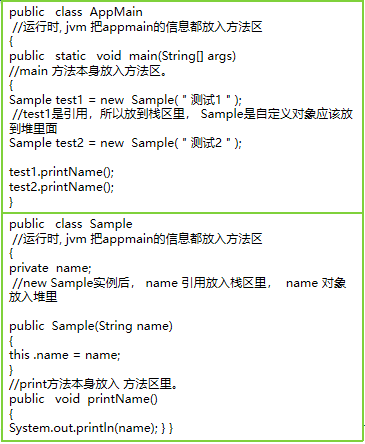 public class AppMain
//运行时, jvm 把appmain的信息都放入方法区
{
public static void main(String[] args)
//main 方法本身放入方法区。
{
Sample test1 = new Sample( " 测试1 " );
//test1是引用，所以放到栈区里， Sample是自定义对象应该放
到堆里面
Sample test2 = new Sample( " 测试2 " );
test1.printName();
test2.printName();
}
public class Sample
//运行时, jvm 把appmain的信息都放入方法区
{
private name;
//new Sample实例后， name 引用放入栈区里， name 对象
放入堆里
public Sample(String name)
{
this .name = name;
}
//print方法本身放入 方法区里。
public void printName()
{
System.out.println(name); } }